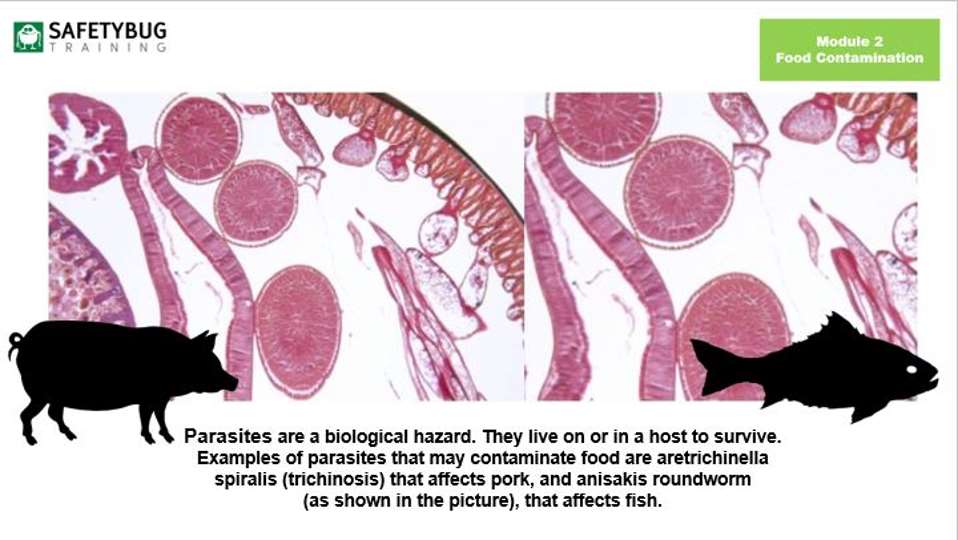 SAFETYBUG
TRAINING
Module 2
Food Contamination
Parasites are a biological hazard. They live on or in a host to survive.
Examples of parasites that may contaminate food are aretrichinella
spiralis (trichinosis) that affects pork, and anisakis roundworm
(as shown in the picture), that affects fish.